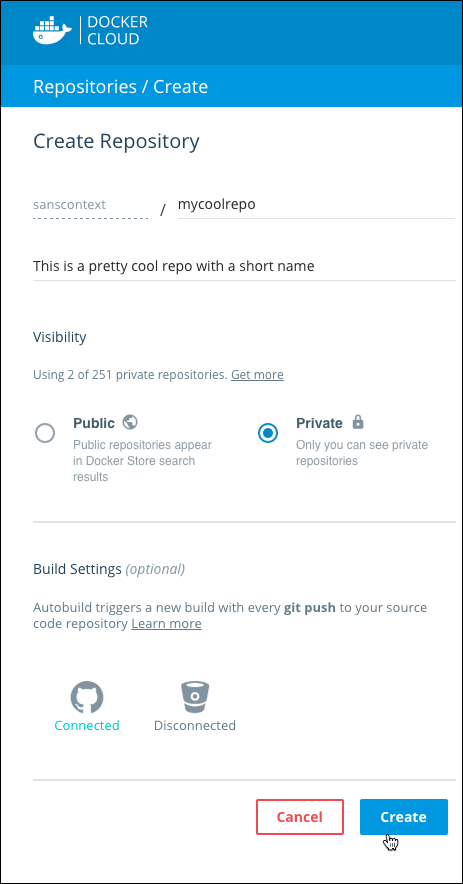 DOCKER
CLOUD
Repositories / Create
Create Repository
sanscontext / mycoolrepo
This is a pretty cool repo with a short name
Visibility
Using 2 of 251 private repositories. Get more
Public
Public repositories appear
in Docker Store search
results
Private
Only you can see private
repositories
Build Settings (optional)
Autobuild triggers a new build with every git push to your source
code repository Learn more
Connected
Disconnected
Cancel
Create